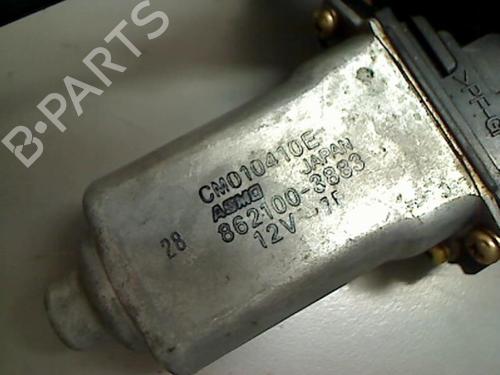 B-PARTS
CM010410E
ASMO JAPAN
862100-3883
12V
28